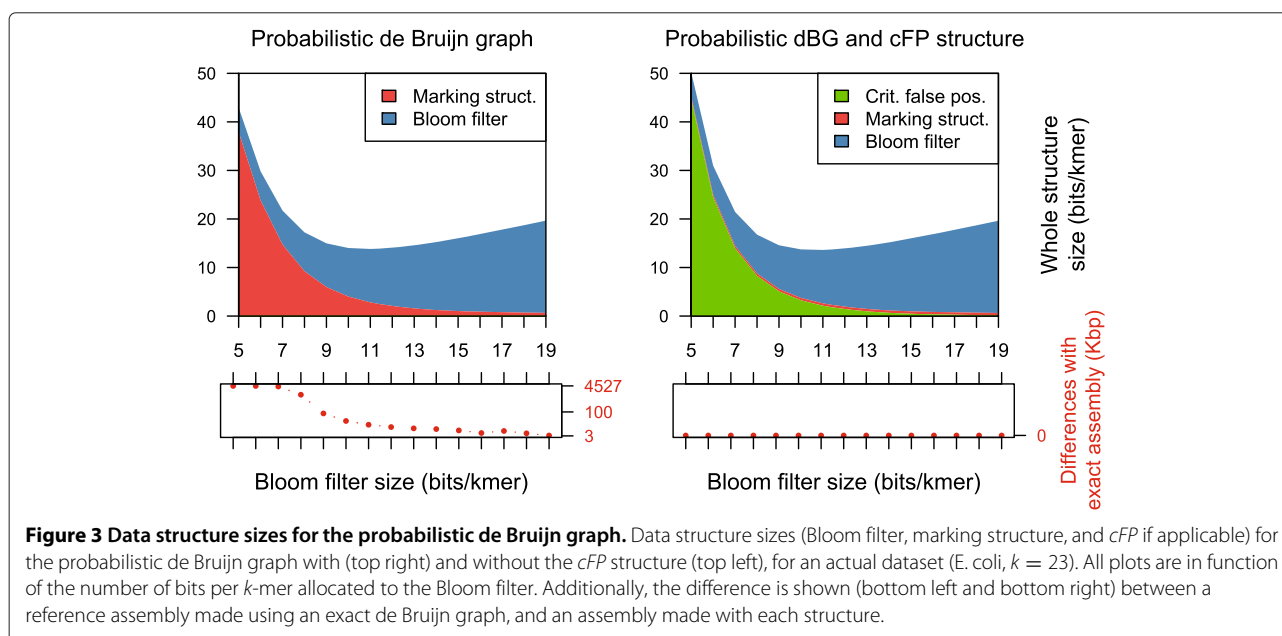 Probabilistic de Bruijn graph
50
40
30
20
10
0
Marking struct.
Bloom filter
5 7 9 11 13 15 17 19
4527
100
3
Bloom filter size (bits/kmer)
Probabilistic dBG and cFP structure
50
40
30
20
10
0
Crit. false pos.
Marking struct.
Bloom filter
5 7 9 11 13 15 17 19
0
Bloom filter size (bits/kmer)
Whole structure
size (bits/kmer)
Differences with
exact assembly (Kbp)
Figure 3 Data structure sizes for the probabilistic de Bruijn graph. Data structure sizes (Bloom filter, marking structure, and cFP if applicable) for
the probabilistic de Bruijn graph with (top right) and without the cFP structure (top left), for an actual dataset (E. coli, k = 23). All plots are in function
of the number of bits per k-mer allocated to the Bloom filter. Additionally, the difference is shown (bottom left and bottom right) between a
reference assembly made using an exact de Bruijn graph, and an assembly made with each structure.